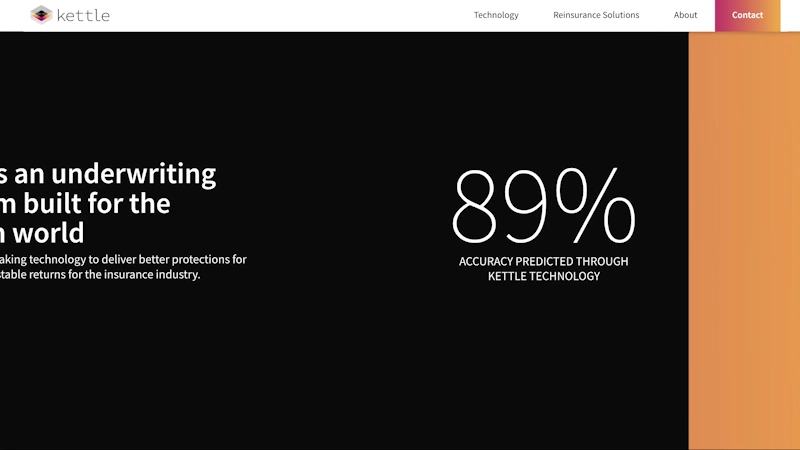 kettle
Technology
Reinsurance Solutions
About
Contact
s an underwriting
m built for the
world
aking technology to deliver better protections for
stable returns for the insurance industry.
89%
ACCURACY PREDICTED THROUGH
KETTLE TECHNOLOGY